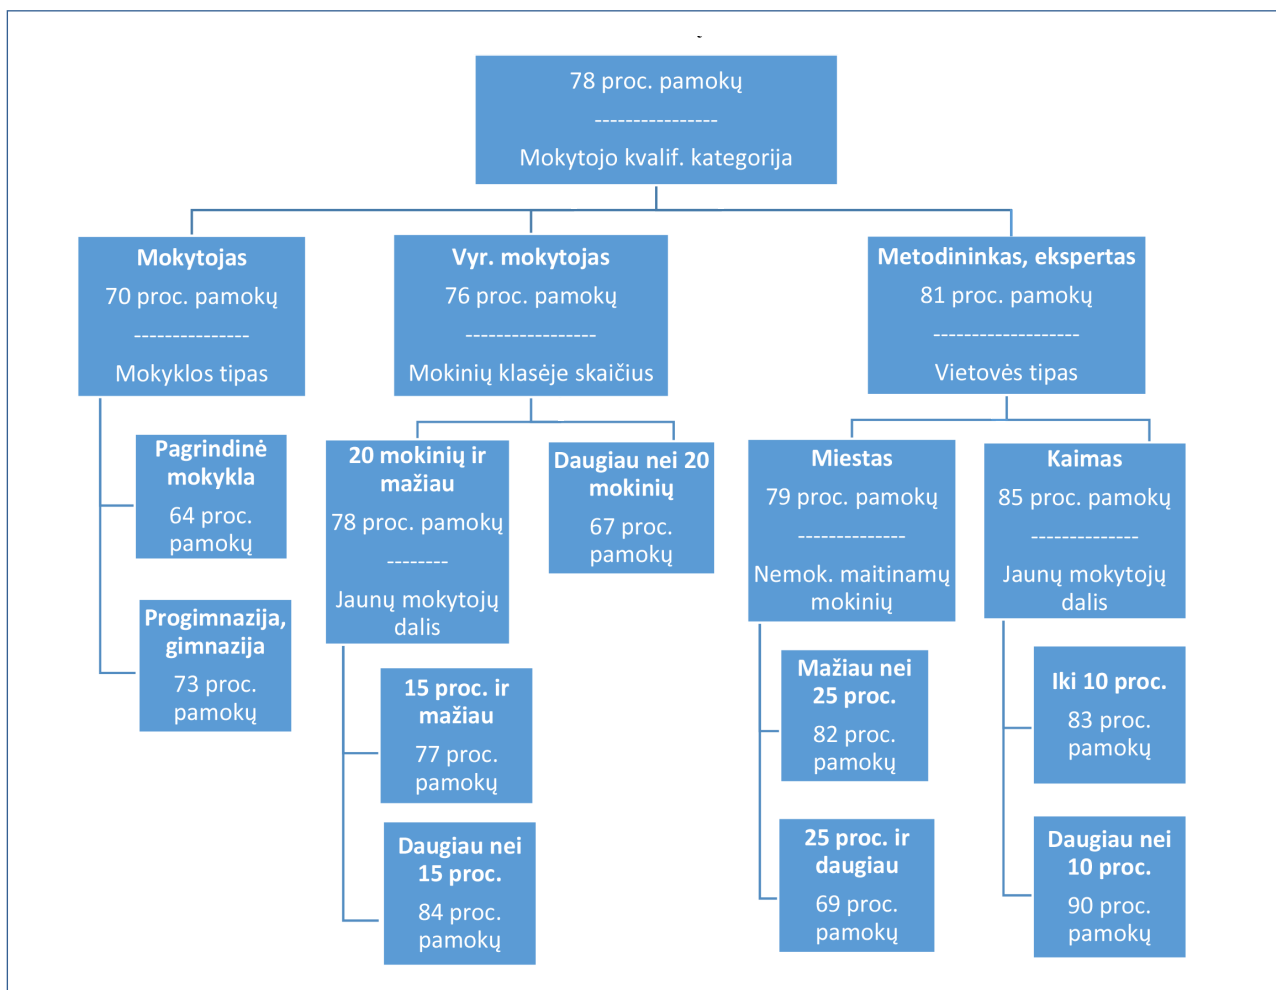 78 proc. pamokų
----------------
Mokytojo kvalif. kategorija
Mokytojas
70 proc. pamokų
---------------
Mokyklos tipas
Pagrindinė
mokykla
64 proc.
pamokų
Progimnazija,
gimnazija
73 proc.
pamokų
Vyr. mokytojas
76 proc. pamokų
-----------------
Mokinių klasėje skaičius
20 mokinių ir
mažiau
78 proc. pamokų
--------
Jaunų mokytojų
dalis
15 proc. ir
mažiau
77 proc.
pamokų
Daugiau nei
15 proc.
84 proc.
pamokų
Daugiau nei 20
mokinių
67 proc.
pamokų
Metodininkas, ekspertas
81 proc. pamokų
-------------------
Vietovės tipas
Miestas
79 proc. pamokų
--------------
Nemok. maitinamų
mokinių
Mažiau nei
25 proc.
82 proc.
pamokų
25 proc. ir
daugiau
69 proc.
pamokų
Kaimas
85 proc. pamokų
--------------
Jaunų mokytojų
dalis
Iki 10 proc.
83 proc.
pamokų
Daugiau nei
10 proc.
90 proc.
pamokų